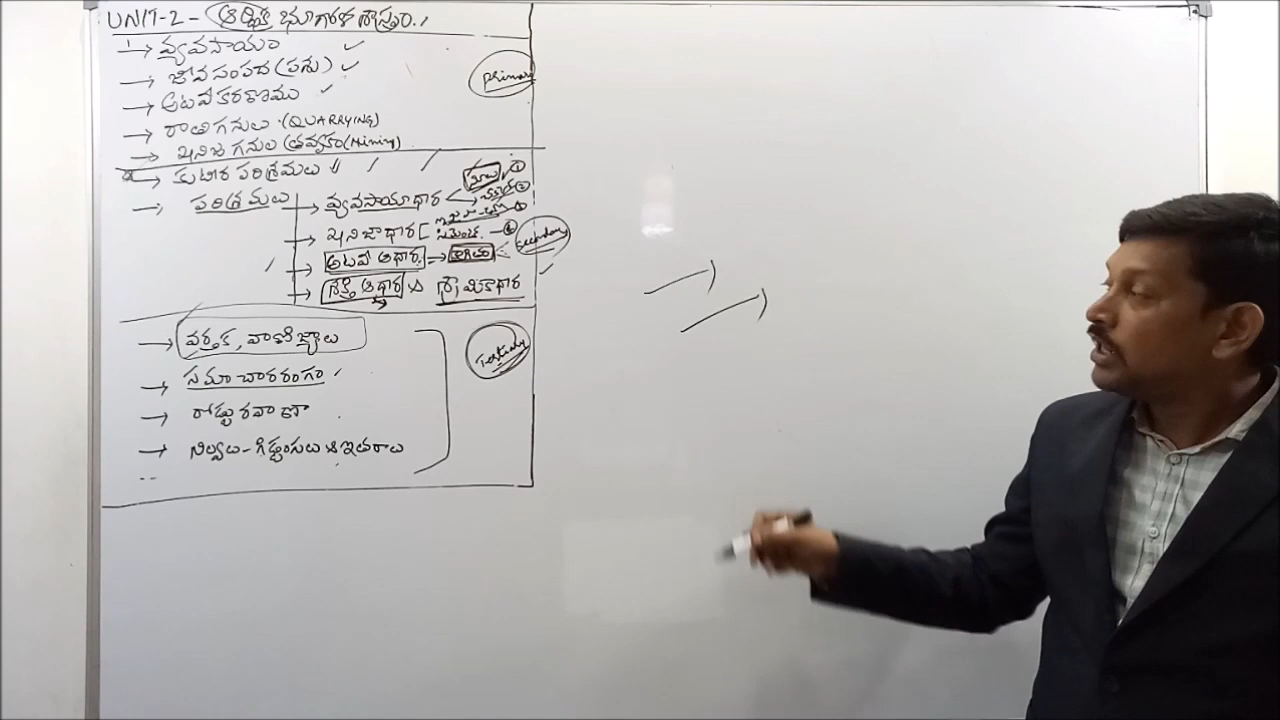 UNIT-2 - ఆర్థిక భూగోళ శాస్త్రం.
→ వ్యవసాయం
→ జీవ సంపద (పశు)
→ అటవీకరణము
→ రాతి గనులు (QUARRYING)
→ ఖనిజ గనుల త్రవ్వకం (Mining)
Primary
→ కుటీర పరిశ్రమలు
→ పరిశ్రమలు → వ్యవసాయాధార
→ ఖనిజాధార [ సిమెంట్
→ అటవీ ఆధార → కాగితం
→ శక్తి ఆధార & శ్రామికాధార
Secondary
→ వర్తక, వాణిజ్యాలు
→ సమాచారరంగం
→ రోడ్డు రవాణా
→ నిల్వలు - గిడ్డంగులు & ఇతరాలు
Tertiary